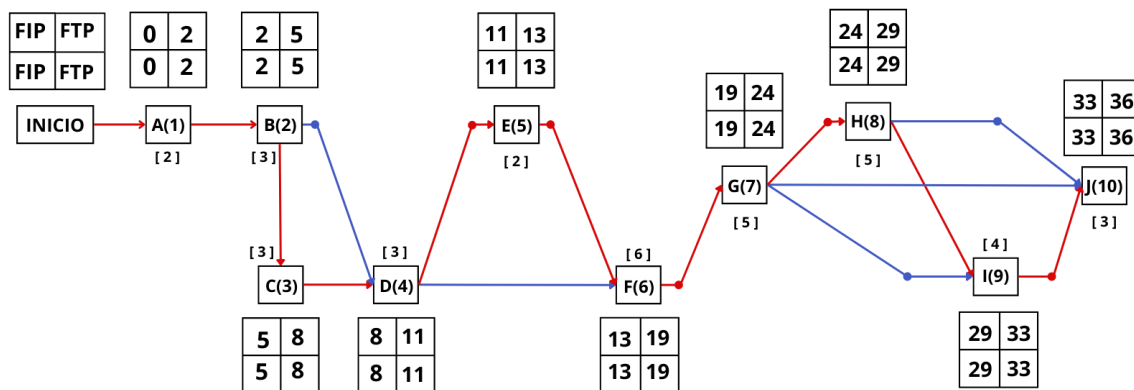 FIP FTP
FIP FTP
0 2
0 2
2 5
2 5
11 13
11 13
24 29
24 29
19 24
19 24
33 36
33 36
INICIO
A(1)
[ 2 ]
B(2)
[ 3 ]
E(5)
[ 2 ]
H(8)
[ 5 ]
G(7)
[ 5 ]
J(10)
[ 3 ]
[ 3 ]
C(3)
[ 3 ]
D(4)
[ 6 ]
F(6)
[ 4 ]
I(9)
5 8
5 8
8 11
8 11
13 19
13 19
29 33
29 33